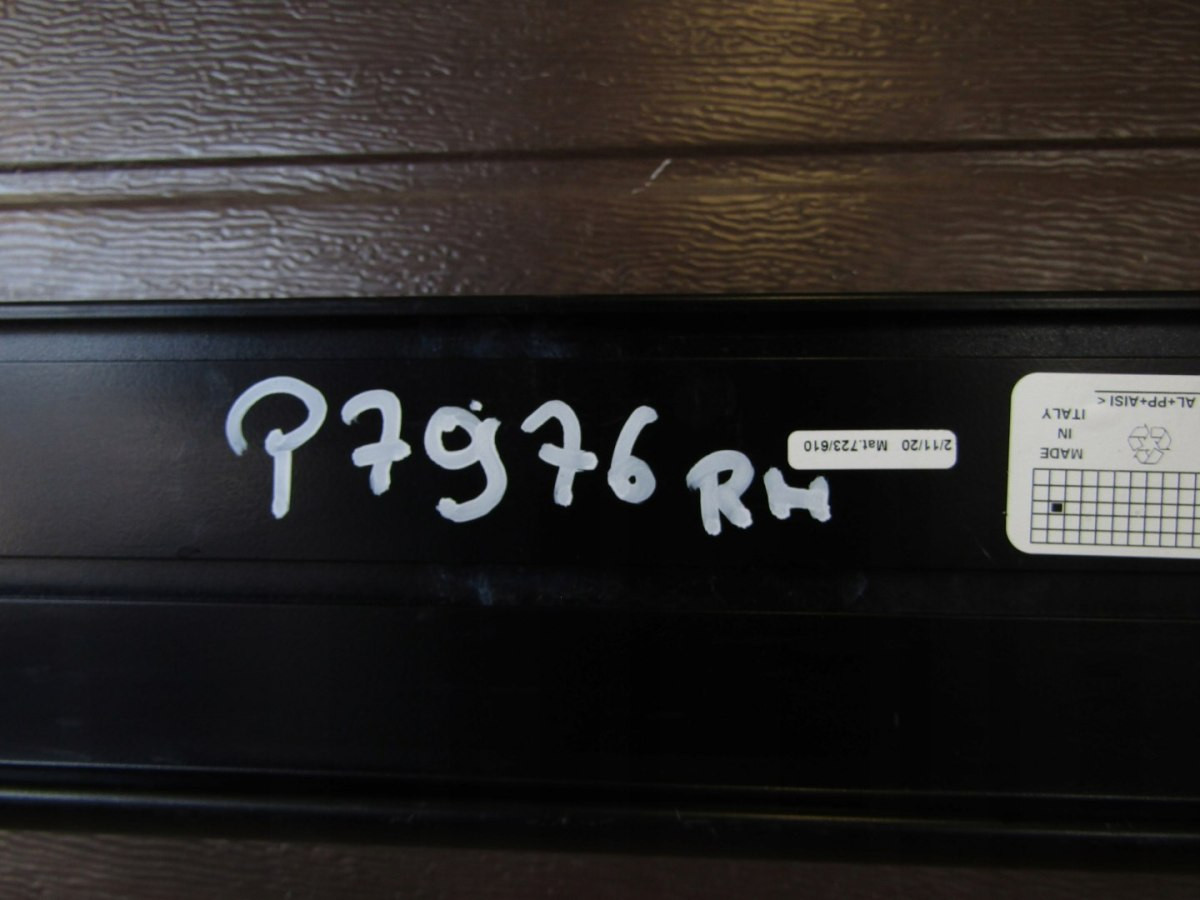 P7976 RH
2/11/20 Mat.723/610
AL+PP+AISI <
MADE
IN
ITALY